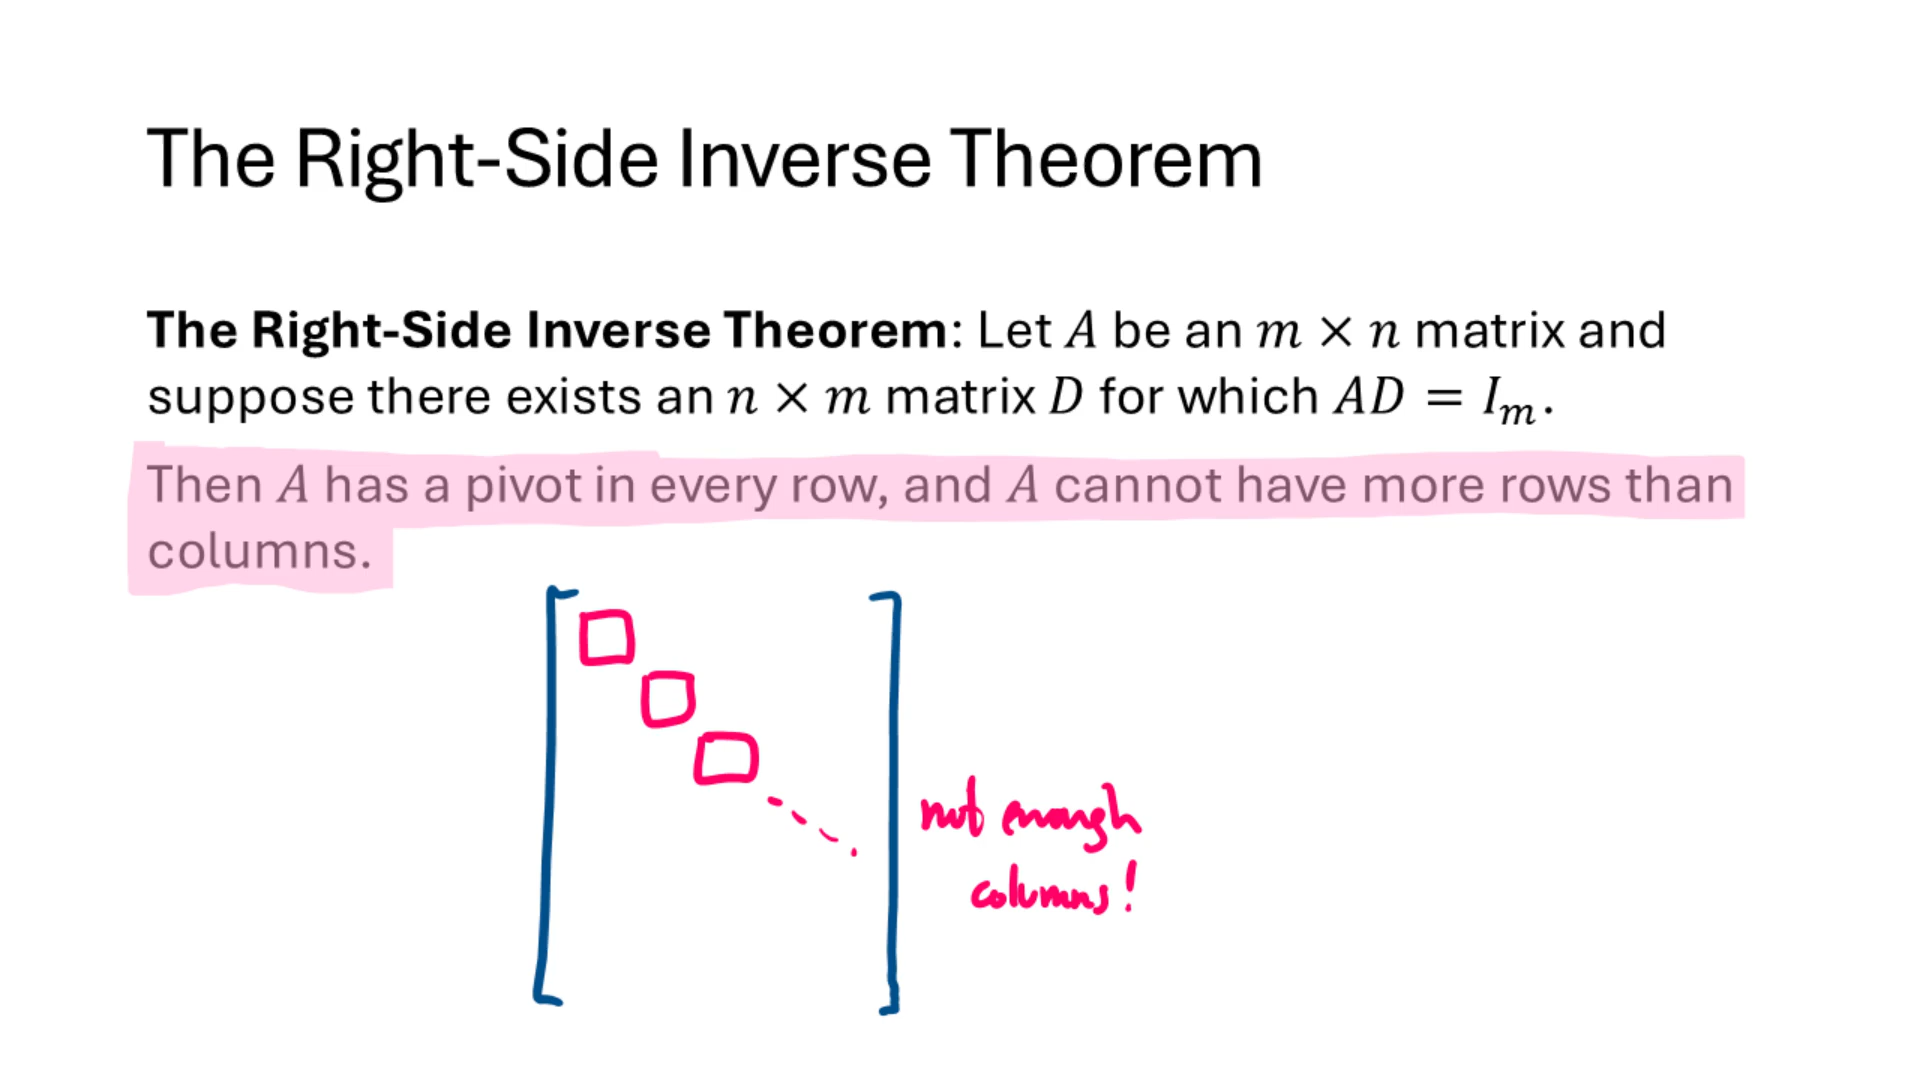 The Right-Side Inverse Theorem
The Right-Side Inverse Theorem: Let A be an m × n matrix and
suppose there exists an n × m matrix D for which AD = Iₘ.
Then A has a pivot in every row, and A cannot have more rows than
columns.
not enough
columns!